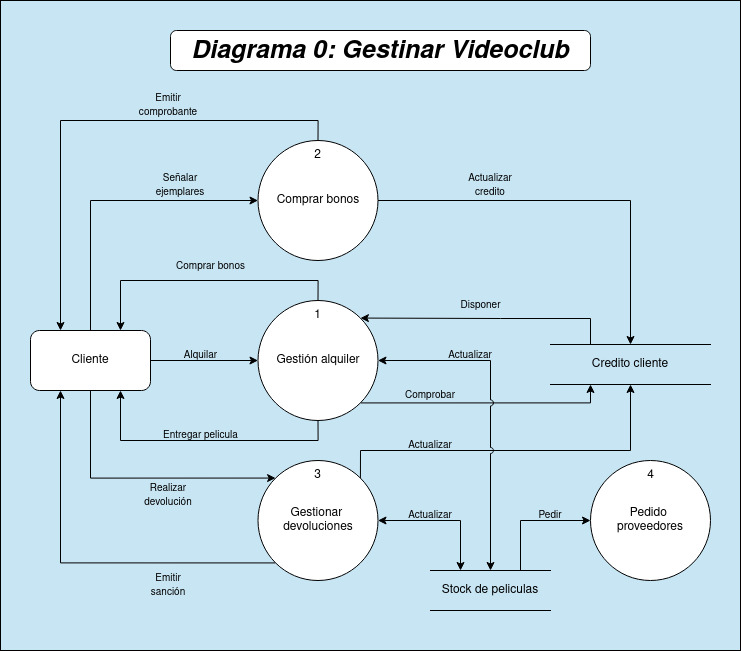 Diagrama 0: Gestinar Videoclub
Emitir
comprobante
2
Comprar bonos
Señalar
ejemplares
Actualizar
credito
Comprar bonos
1
Gestión alquiler
Disponer
Cliente
Alquilar
Actualizar
Credito cliente
Comprobar
Entregar pelicula
Actualizar
3
Gestionar
devoluciones
4
Pedido
proveedores
Realizar
devolución
Actualizar
Pedir
Emitir
sanción
Stock de peliculas